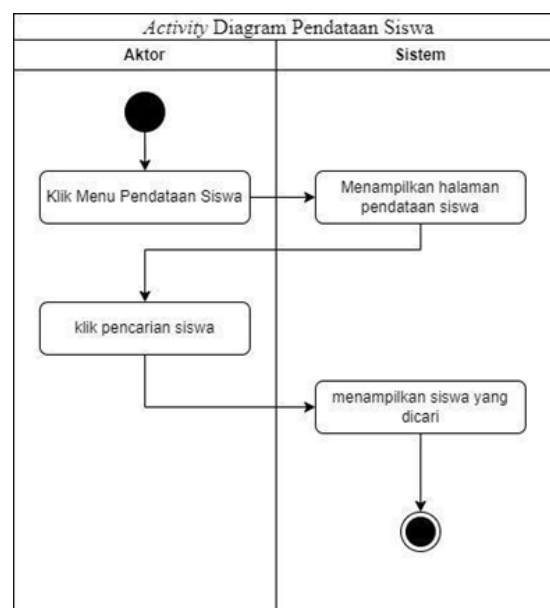 Activity Diagram Pendataan Siswa
Aktor
Sistem
Klik Menu Pendataan Siswa
Menampilkan halaman
pendataan siswa
klik pencarian siswa
menampilkan siswa yang
dicari